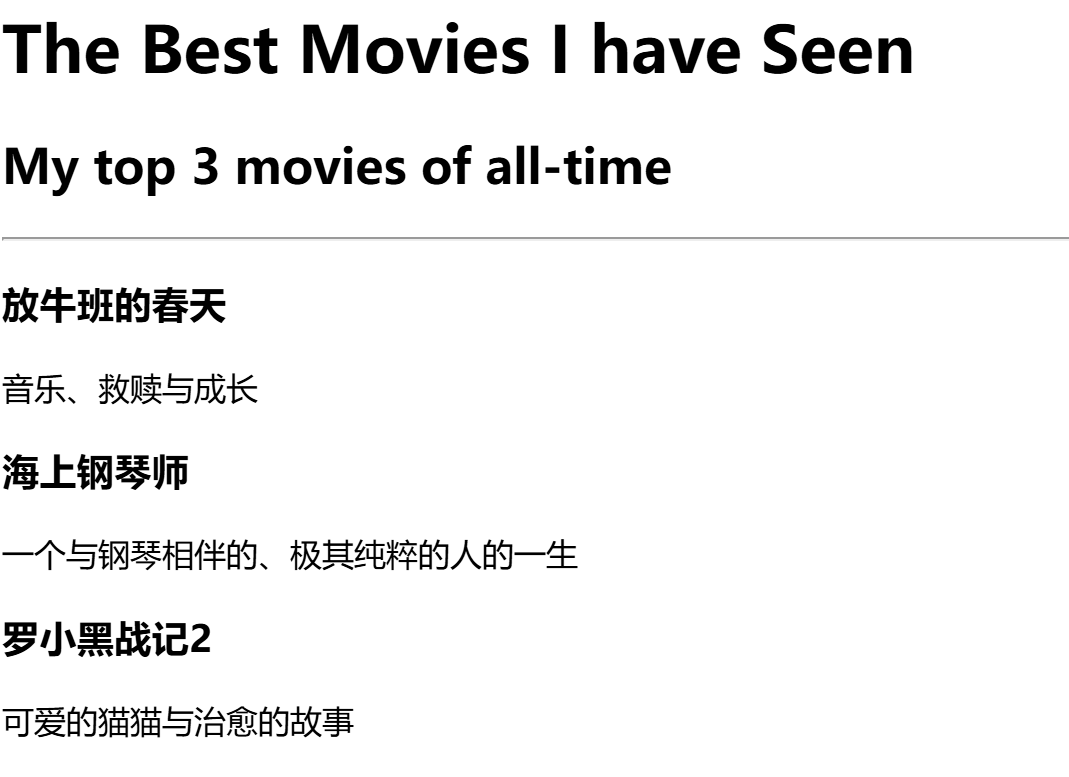 The Best Movies I have Seen
My top 3 movies of all-time
放牛班的春天
音乐、救赎与成长
海上钢琴师
一个与钢琴相伴的、极其纯粹的人的一生
罗小黑战记2
可爱的猫猫与治愈的故事